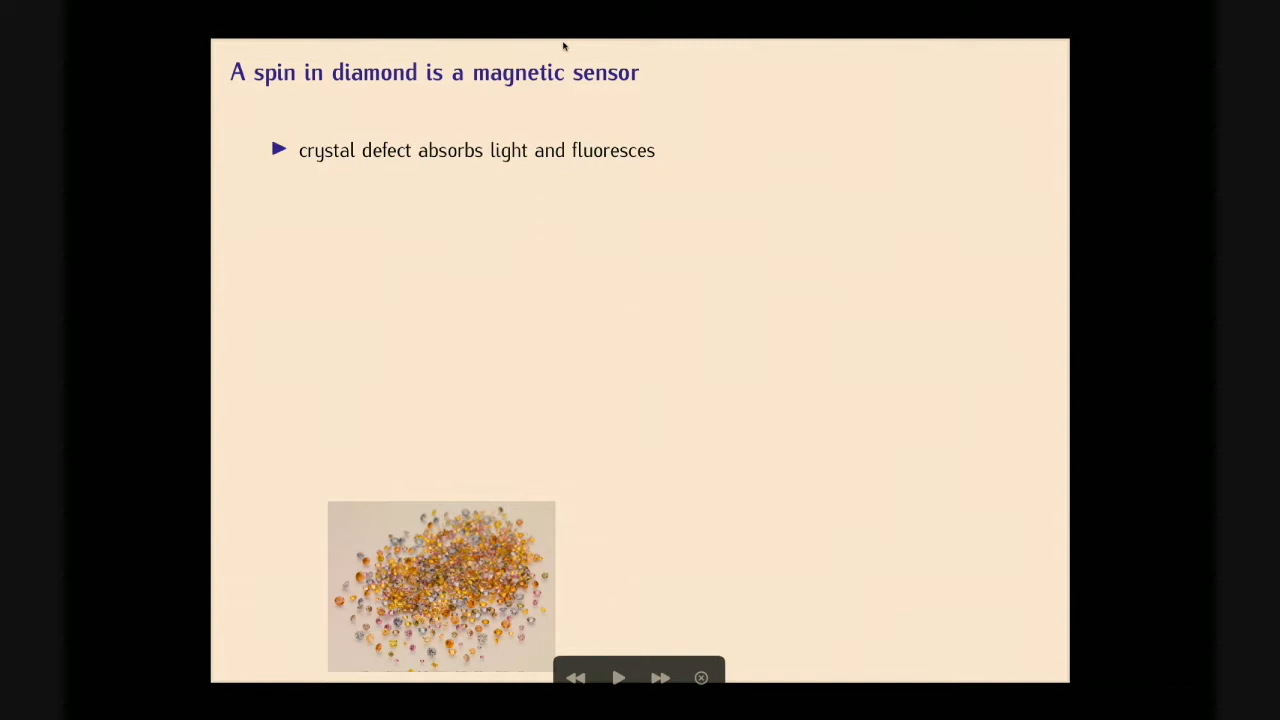 A spin in diamond is a magnetic sensor
crystal defect absorbs light and fluoresces